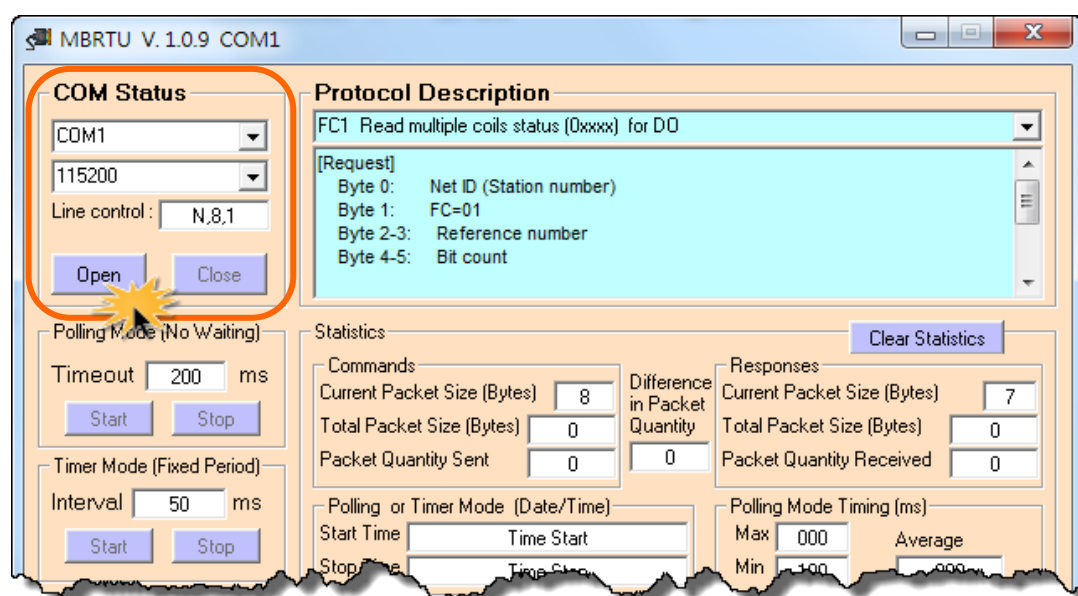 MBRTU V. 1.0.9 COM1
COM Status
COM1
115200
Line control : N,8,1
Open Close
Protocol Description
FC1 Read multiple coils status (0xxxx) for DO
[Request]
Byte 0: Net ID (Station number)
Byte 1: FC=01
Byte 2-3: Reference number
Byte 4-5: Bit count
Polling Mode (No Waiting)
Timeout 200 ms
Start Stop
Timer Mode (Fixed Period)
Interval 50 ms
Start Stop
Statistics
Clear Statistics
Commands
Current Packet Size (Bytes) 8
Total Packet Size (Bytes) 0
Packet Quantity Sent 0
Difference
in Packet
Quantity
0
Responses
Current Packet Size (Bytes) 7
Total Packet Size (Bytes) 0
Packet Quantity Received 0
Polling or Timer Mode (Date/Time)
Start Time Time Start
Stop Time Time Stop
Polling Mode Timing (ms)
Max 000
Average
Min 100
000